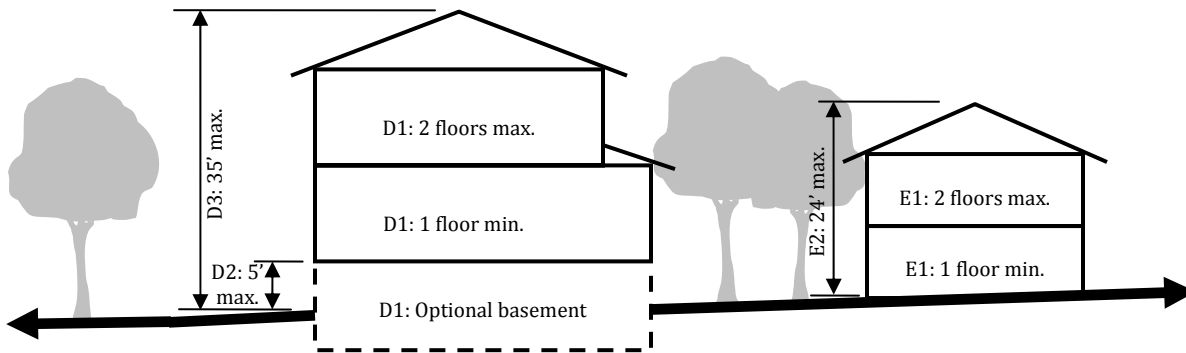 D3: 35’ max.
D1: 2 floors max.
D1: 1 floor min.
D2: 5’
max.
D1: Optional basement
E2: 24’ max.
E1: 2 floors max.
E1: 1 floor min.